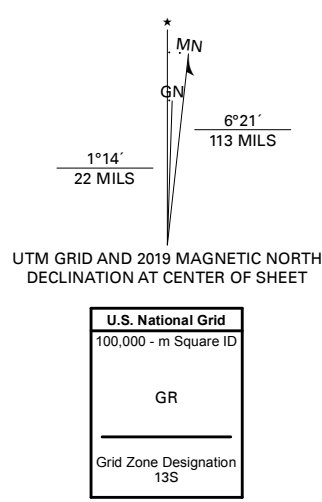 MN
GN
6°21´
113 MILS
1°14´
22 MILS
UTM GRID AND 2019 MAGNETIC NORTH
DECLINATION AT CENTER OF SHEET
U.S. National Grid
100,000 - m Square ID
GR
Grid Zone Designation
13S